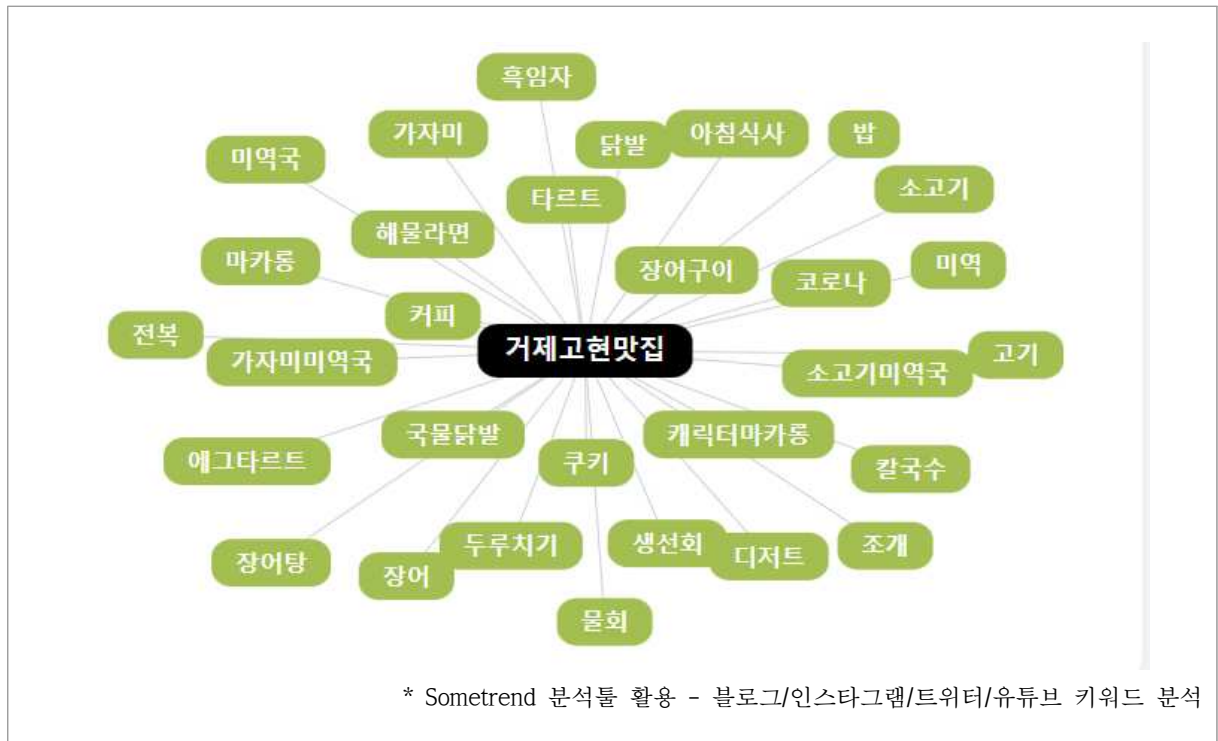 흑임자
가자미
닭발
아침식사
밥
미역국
타르트
소고기
해물라면
마카롱
장어구이
코로나
미역
커피
전복
가자미미역국
거제고현맛집
소고기미역국
고기
에그타르트
국물닭발
쿠키
캐릭터마카롱
칼국수
장어탕
장어
두루치기
생선회
디저트
조개
물회
* Sometrend 분석툴 활용 - 블로그/인스타그램/트위터/유튜브 키워드 분석